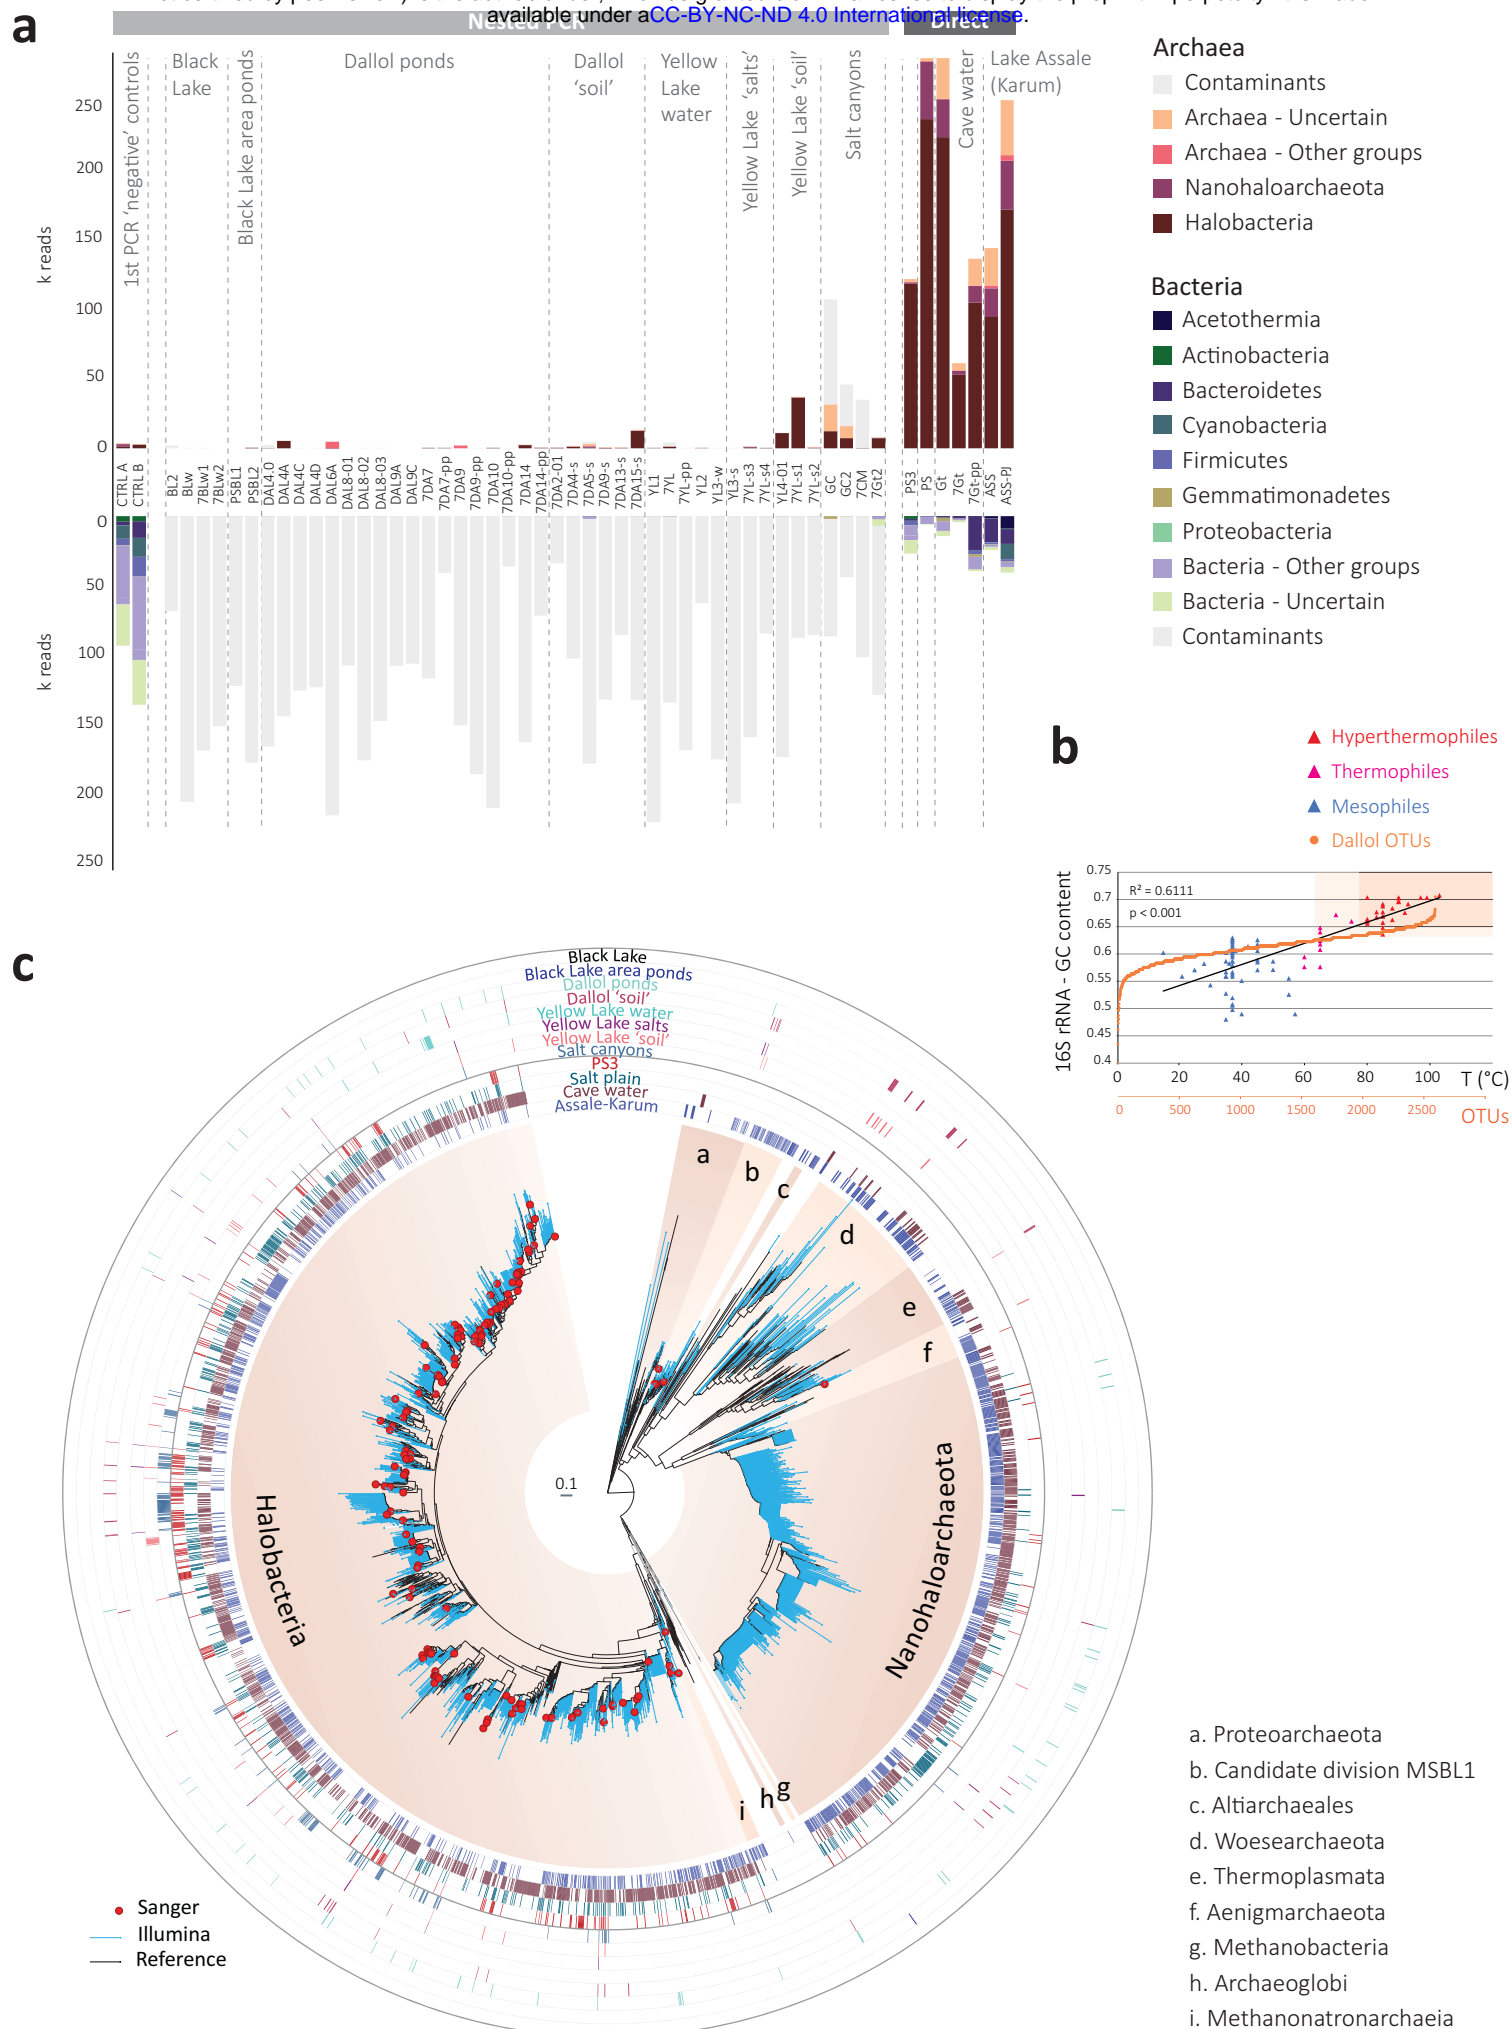 available under aCC-BY-NC-ND 4.0 International license.
a
Nested PCR
Direct
1st PCR ‘negative’ controls
Black
Lake
Black Lake area ponds
Dallol ponds
Dallol
‘soil’
Yellow
Lake
water
Yellow Lake ‘salts’
Yellow Lake ‘soil’
Salt canyons
Cave water
Lake Assale
(Karum)
k reads
250
200
150
100
50
0
CTRL A
CTRL B
BL2
BLw
7BLw1
7BLw2
PSBL1
PSBL2
DAL4.0
DAL4A
DAL4C
DAL4D
DAL6A
DAL8-01
DAL8-02
DAL8-03
DAL9A
DAL9C
7DA7
7DA7-pp
7DA9
7DA9-pp
7DA10
7DA10-pp
7DA14
7DA14-pp
7DA2-01
7DA4-s
7DA5-s
7DA9-s
7DA13-s
7DA15-s
YL1
7YL
7YL-pp
YL2
YL3-w
YL3-s
7YL-s3
7YL-s4
YL4-01
7YL-s1
7YL-s2
GC
GC2
7CM
7Gt2
PS3
PS
Gt
7Gt
7Gt-pp
ASS
ASS-PJ
0
50
100
150
200
250
k reads
Archaea
Contaminants
Archaea - Uncertain
Archaea - Other groups
Nanohaloarchaeota
Halobacteria
Bacteria
Acetothermia
Actinobacteria
Bacteroidetes
Cyanobacteria
Firmicutes
Gemmatimonadetes
Proteobacteria
Bacteria - Other groups
Bacteria - Uncertain
Contaminants
b
Hyperthermophiles
Thermophiles
Mesophiles
Dallol OTUs
16S rRNA - GC content
0.75
0.7
0.65
0.6
0.55
0.5
0.45
0.4
R² = 0.6111
p < 0.001
0 20 40 60 80 100 T (°C)
0 500 1000 1500 2000 2500 OTUs
c
Black Lake
Black Lake area ponds
Dallol ponds
Dallol ‘soil’
Yellow Lake water
Yellow Lake salts
Yellow Lake ‘soil’
Salt canyons
PS3
Salt plain
Cave water
Assale-Karum
a
b
c
d
e
f
Nanohaloarchaeota
g
h
i
Halobacteria
0.1
Sanger
Illumina
Reference
a. Proteoarchaeota
b. Candidate division MSBL1
c. Altiarchaeales
d. Woesearchaeota
e. Thermoplasmata
f. Aenigmarchaeota
g. Methanobacteria
h. Archaeoglobi
i. Methanonatronarchaeia